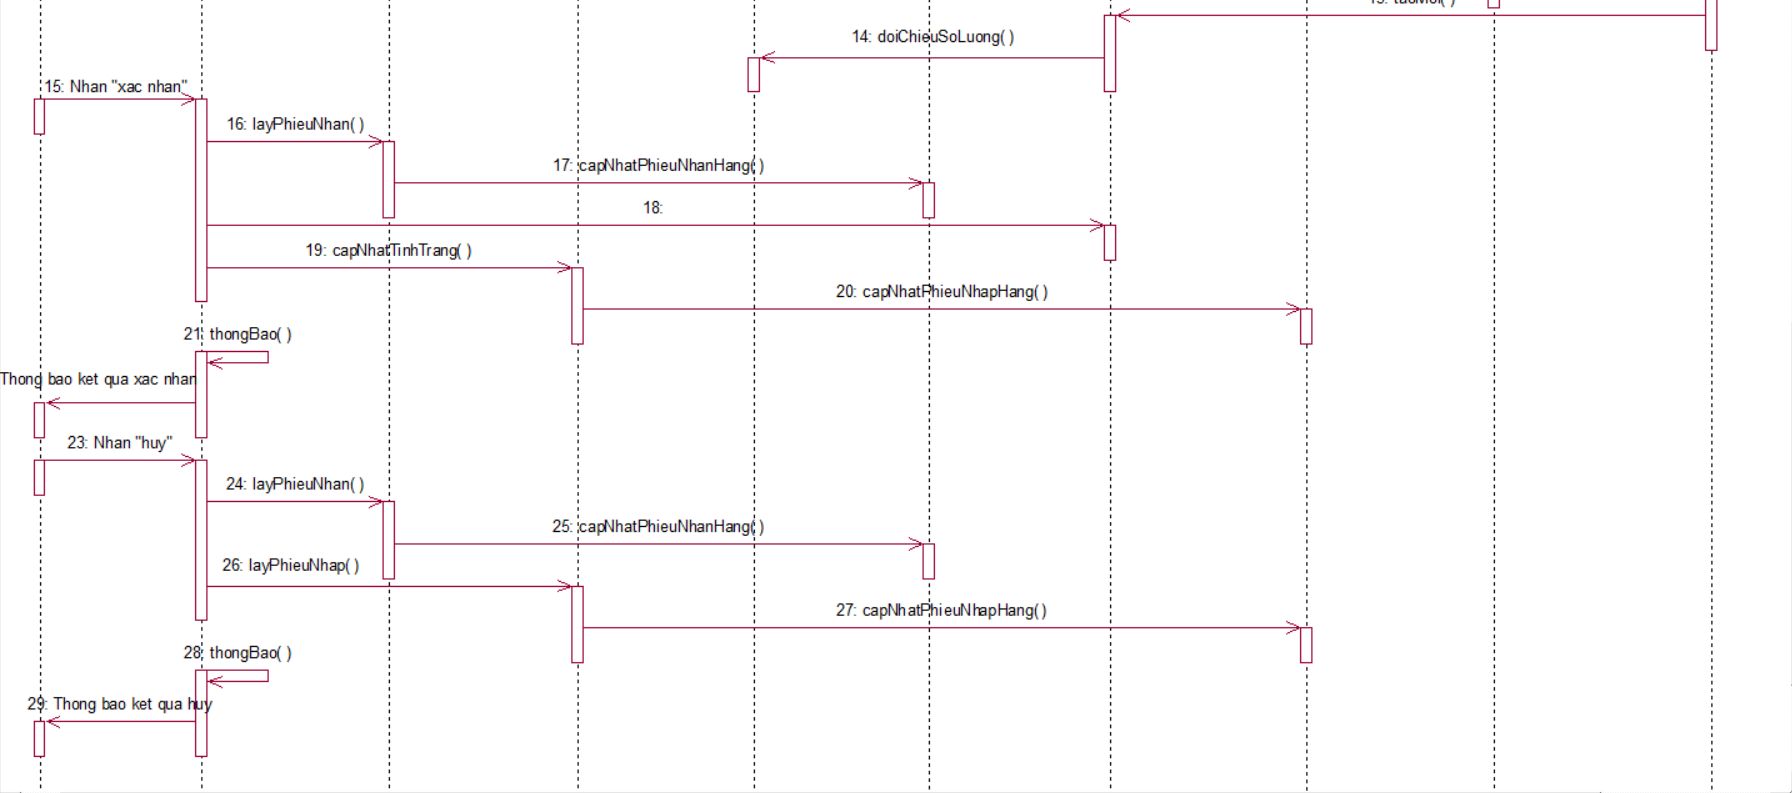 14: doiChieuSoLuong( )
15: Nhan "xac nhan"
16: layPhieuNhan( )
17: capNhatPhieuNhanHang( )
18:
19: capNhatTinhTrang( )
20: capNhatPhieuNhapHang( )
21: thongBao( )
Thong bao ket qua xac nhan
23: Nhan "huy"
24: layPhieuNhan( )
25: capNhatPhieuNhanHang( )
26: layPhieuNhap( )
27: capNhatPhieuNhapHang( )
28: thongBao( )
29: Thong bao ket qua huy